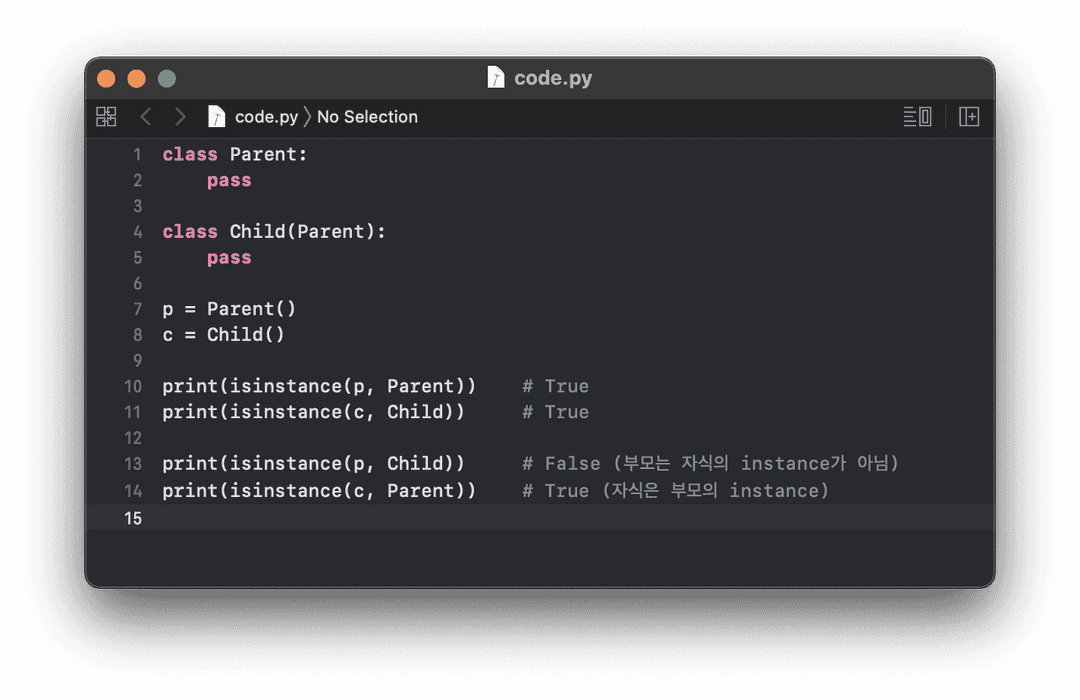 code.py
code.py 〉 No Selection
1 class Parent:
2     pass
3
4 class Child(Parent):
5     pass
6
7 p = Parent()
8 c = Child()
9
10 print(isinstance(p, Parent))    # True
11 print(isinstance(c, Child))     # True
12
13 print(isinstance(p, Child))     # False (부모는 자식의 instance가 아님)
14 print(isinstance(c, Parent))    # True (자식은 부모의 instance)
15